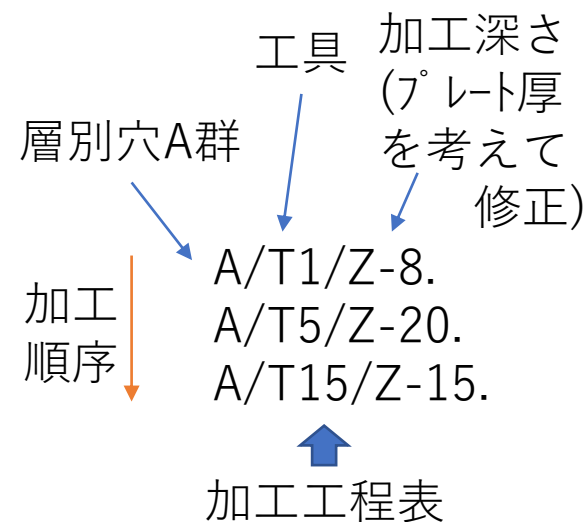 工具
加工深さ
(プレート厚
を考えて
修正)
層別穴A群
加工
順序
A/T1/Z-8.
A/T5/Z-20.
A/T15/Z-15.
加工工程表